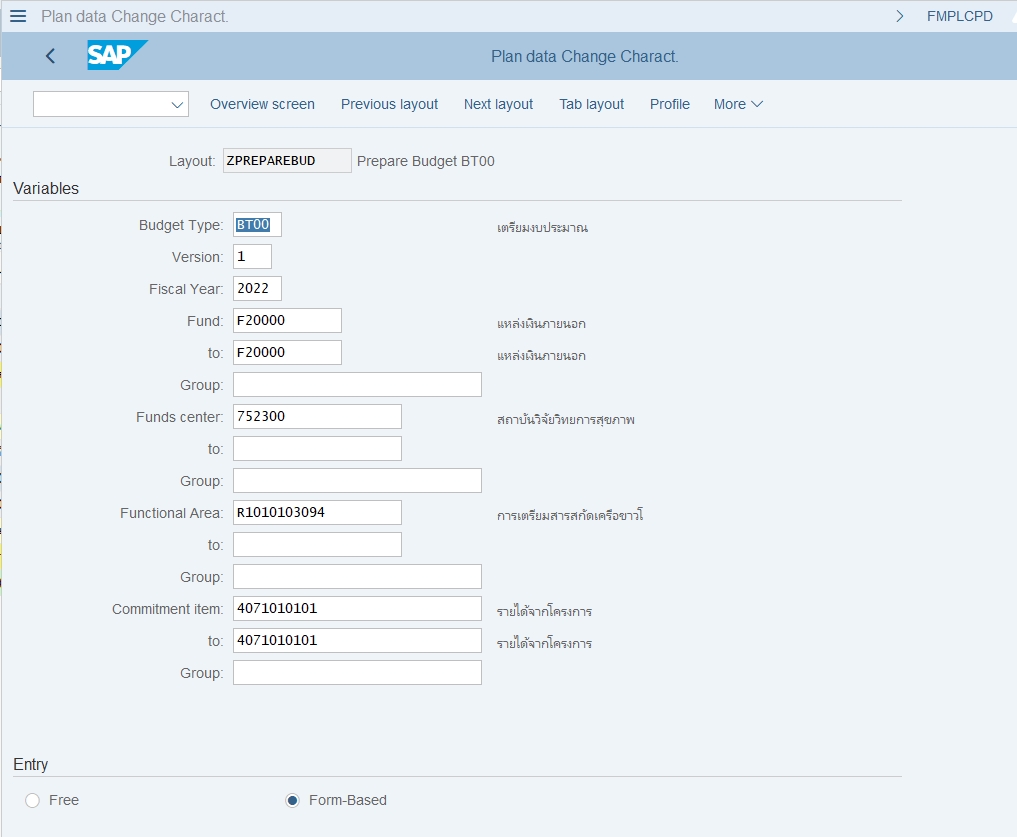 Plan data Change Charact. FMPLCPD
SAP Plan data Change Charact.
Overview screen Previous layout Next layout Tab layout Profile More
Layout: ZPREPAREBUD Prepare Budget BT00
Variables
Budget Type: BT00 เตรียมงบประมาณ
Version: 1
Fiscal Year: 2022
Fund: F20000 แหล่งเงินภายนอก
to: F20000 แหล่งเงินภายนอก
Group:
Funds center: 752300 สถาบันวิจัยวิทยาการสุขภาพ
to:
Group:
Functional Area: R1010103094 การเตรียมสารสกัดเครือขาวโ
to:
Group:
Commitment item: 4071010101 รายได้จากโครงการ
to: 4071010101 รายได้จากโครงการ
Group:
Entry
Free Form-Based